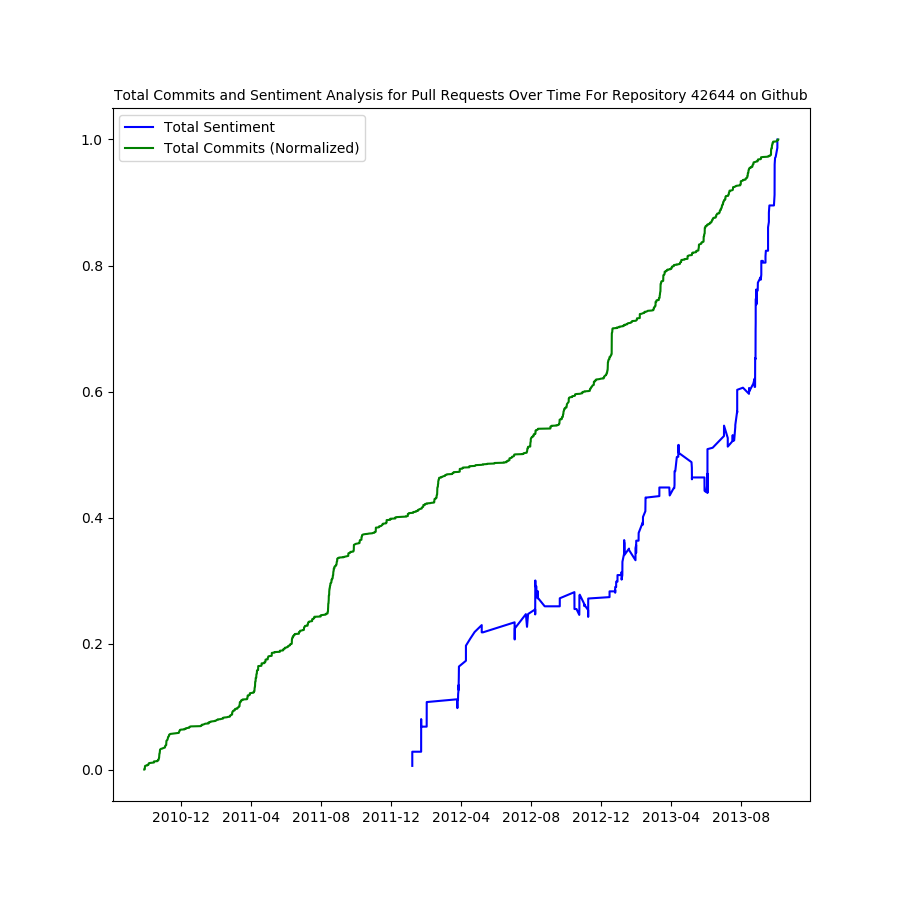 Total Commits and Sentiment Analysis for Pull Requests Over Time For Repository 42644 on Github
Total Sentiment
Total Commits (Normalized)
1.0
0.8
0.6
0.4
0.2
0.0
2010-12 2011-04 2011-08 2011-12 2012-04 2012-08 2012-12 2013-04 2013-08